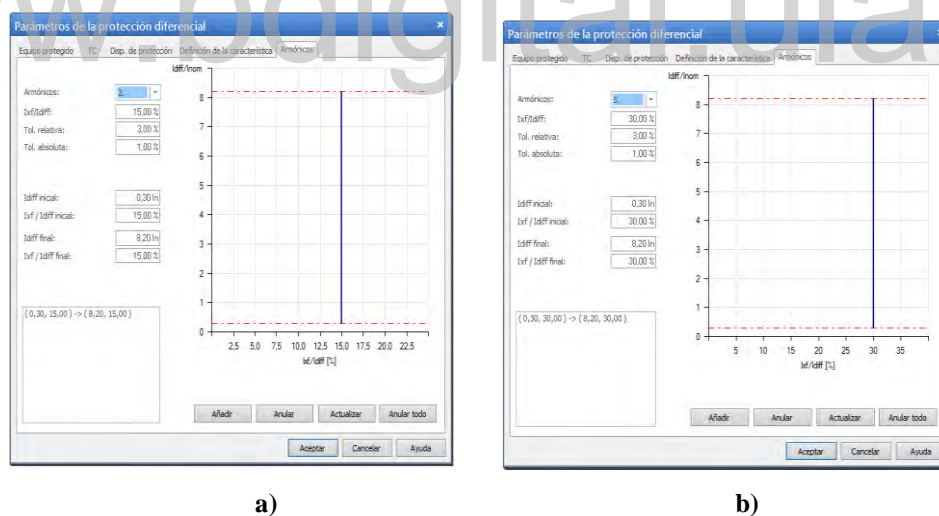 w.bdigital.ula
Parámetros de la protección diferencial
Equipo protegido TC Disp. de protección Definición de la característica Armónicos
Idiff/Inom
Armónicos: 2.
Ixf/Idiff: 15,00 %
Tol. relativa: 3,00 %
Tol. absoluta: 1,00 %
Idiff inicial: 0,30 In
Ixf / Idiff inicial: 15,00 %
Idiff final: 8,20 In
Ixf / Idiff final: 15,00 %
( 0,30, 15,00 ) -> ( 8,20, 15,00 )
8
7
6
5
4
3
2
1
0
2,5 5,0 7,5 10,0 12,5 15,0 17,5 20,0 22,5
Ixf/Idiff [%]
Añadir Anular Actualizar Anular todo
Aceptar Cancelar Ayuda
a)
Parámetros de la protección diferencial
Equipo protegido TC Disp. de protección Definición de la característica Armónicos
Idiff/Inom
Armónicos: 5.
Ixf/Idiff: 30,00 %
Tol. relativa: 3,00 %
Tol. absoluta: 1,00 %
Idiff inicial: 0,30 In
Ixf / Idiff inicial: 30,00 %
Idiff final: 8,20 In
Ixf / Idiff final: 30,00 %
( 0,30, 30,00 ) -> ( 8,20, 30,00 )
8
7
6
5
4
3
2
1
0
5 10 15 20 25 30 35
Ixf/Idiff [%]
Añadir Anular Actualizar Anular todo
Aceptar Cancelar Ayuda
b)